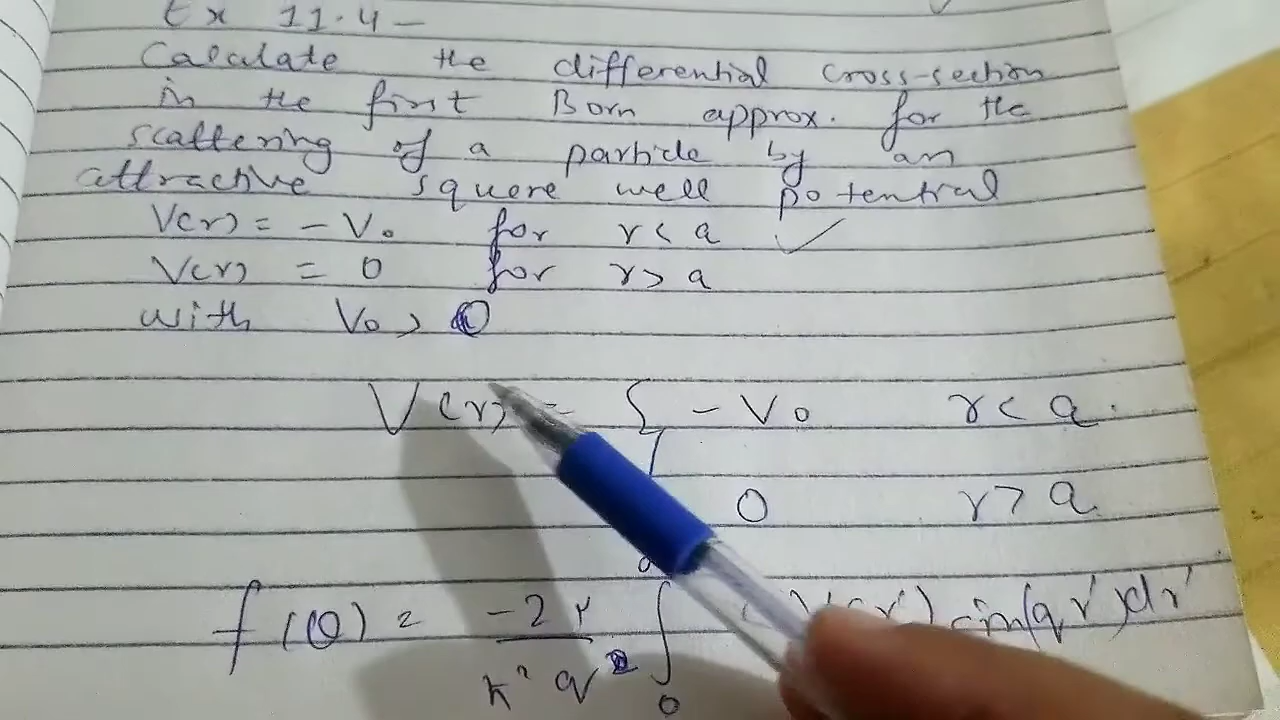 Ex 11.4 -
Calculate the differential cross-section
in the first Born approx. for the
scattering of a particle by an
attractive square well potential
V(r) = - V₀ for r < a ✓
V(r) = 0 for r > a
with V₀ > 0
V(r) = { - V₀ r < a.
0 r > a.
f(θ) = -2μ / ħ² q ∫₀ V(r') sin(qr')dr'